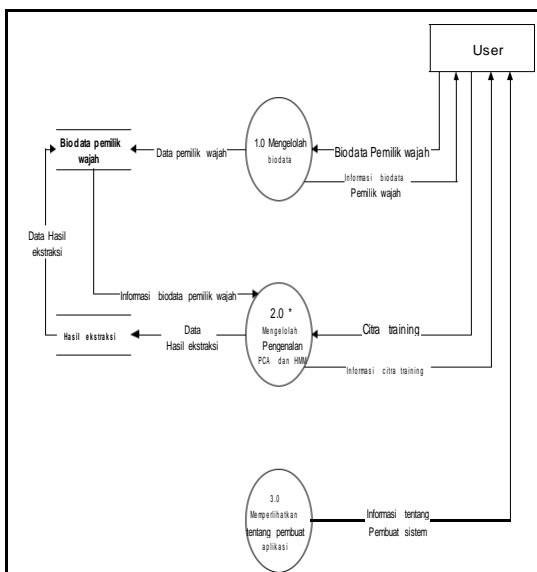 User
1.0 Mengelolah
biodata
Biodata pemilik
wajah
Data pemilik wajah
Biodata Pemilik wajah
Informasi biodata
Pemilik wajah
Data Hasil
ekstraksi
Informasi biodata pemilik wajah
2.0 *
Mengelolah
Pengenalan
PCA dan HMM
Hasil ekstraksi
Data
Hasil ekstraksi
Citra training
Informasi citra training
3.0
Memperlihatkan
tentang pembuat
aplikasi
Informasi tentang
Pembuat sistem